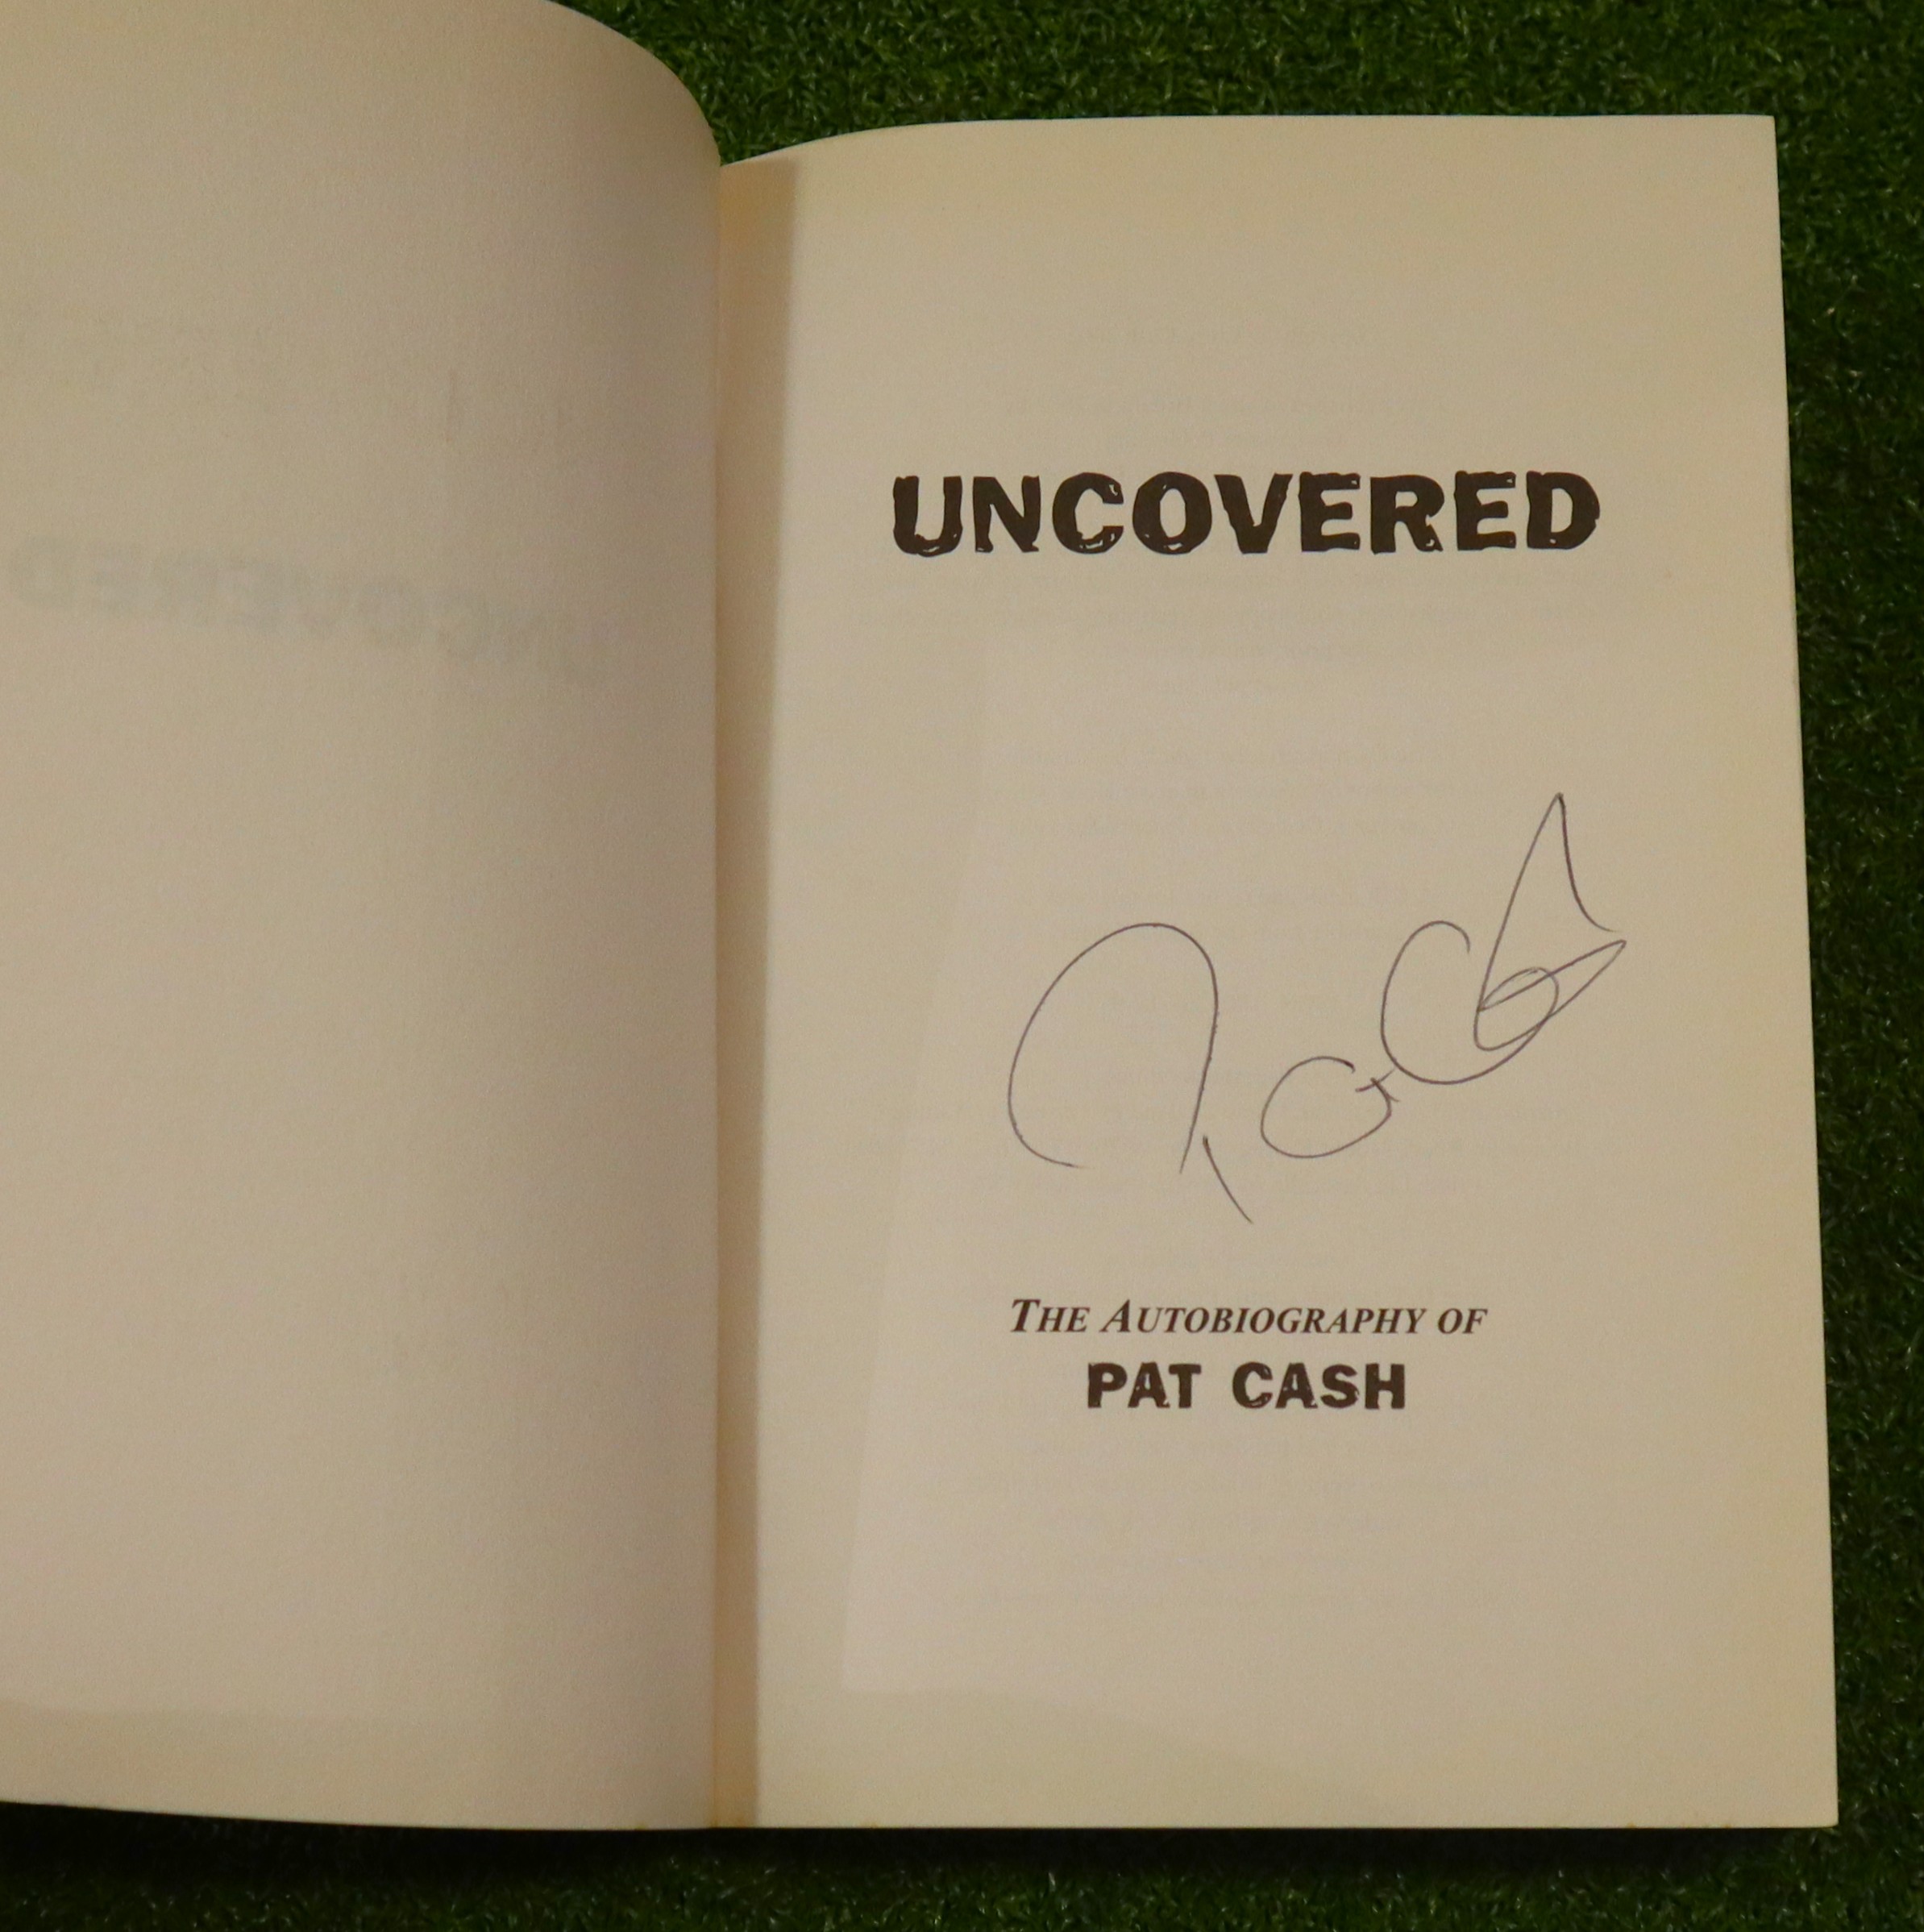 UNCOVERED
THE AUTOBIOGRAPHY OF
PAT CASH